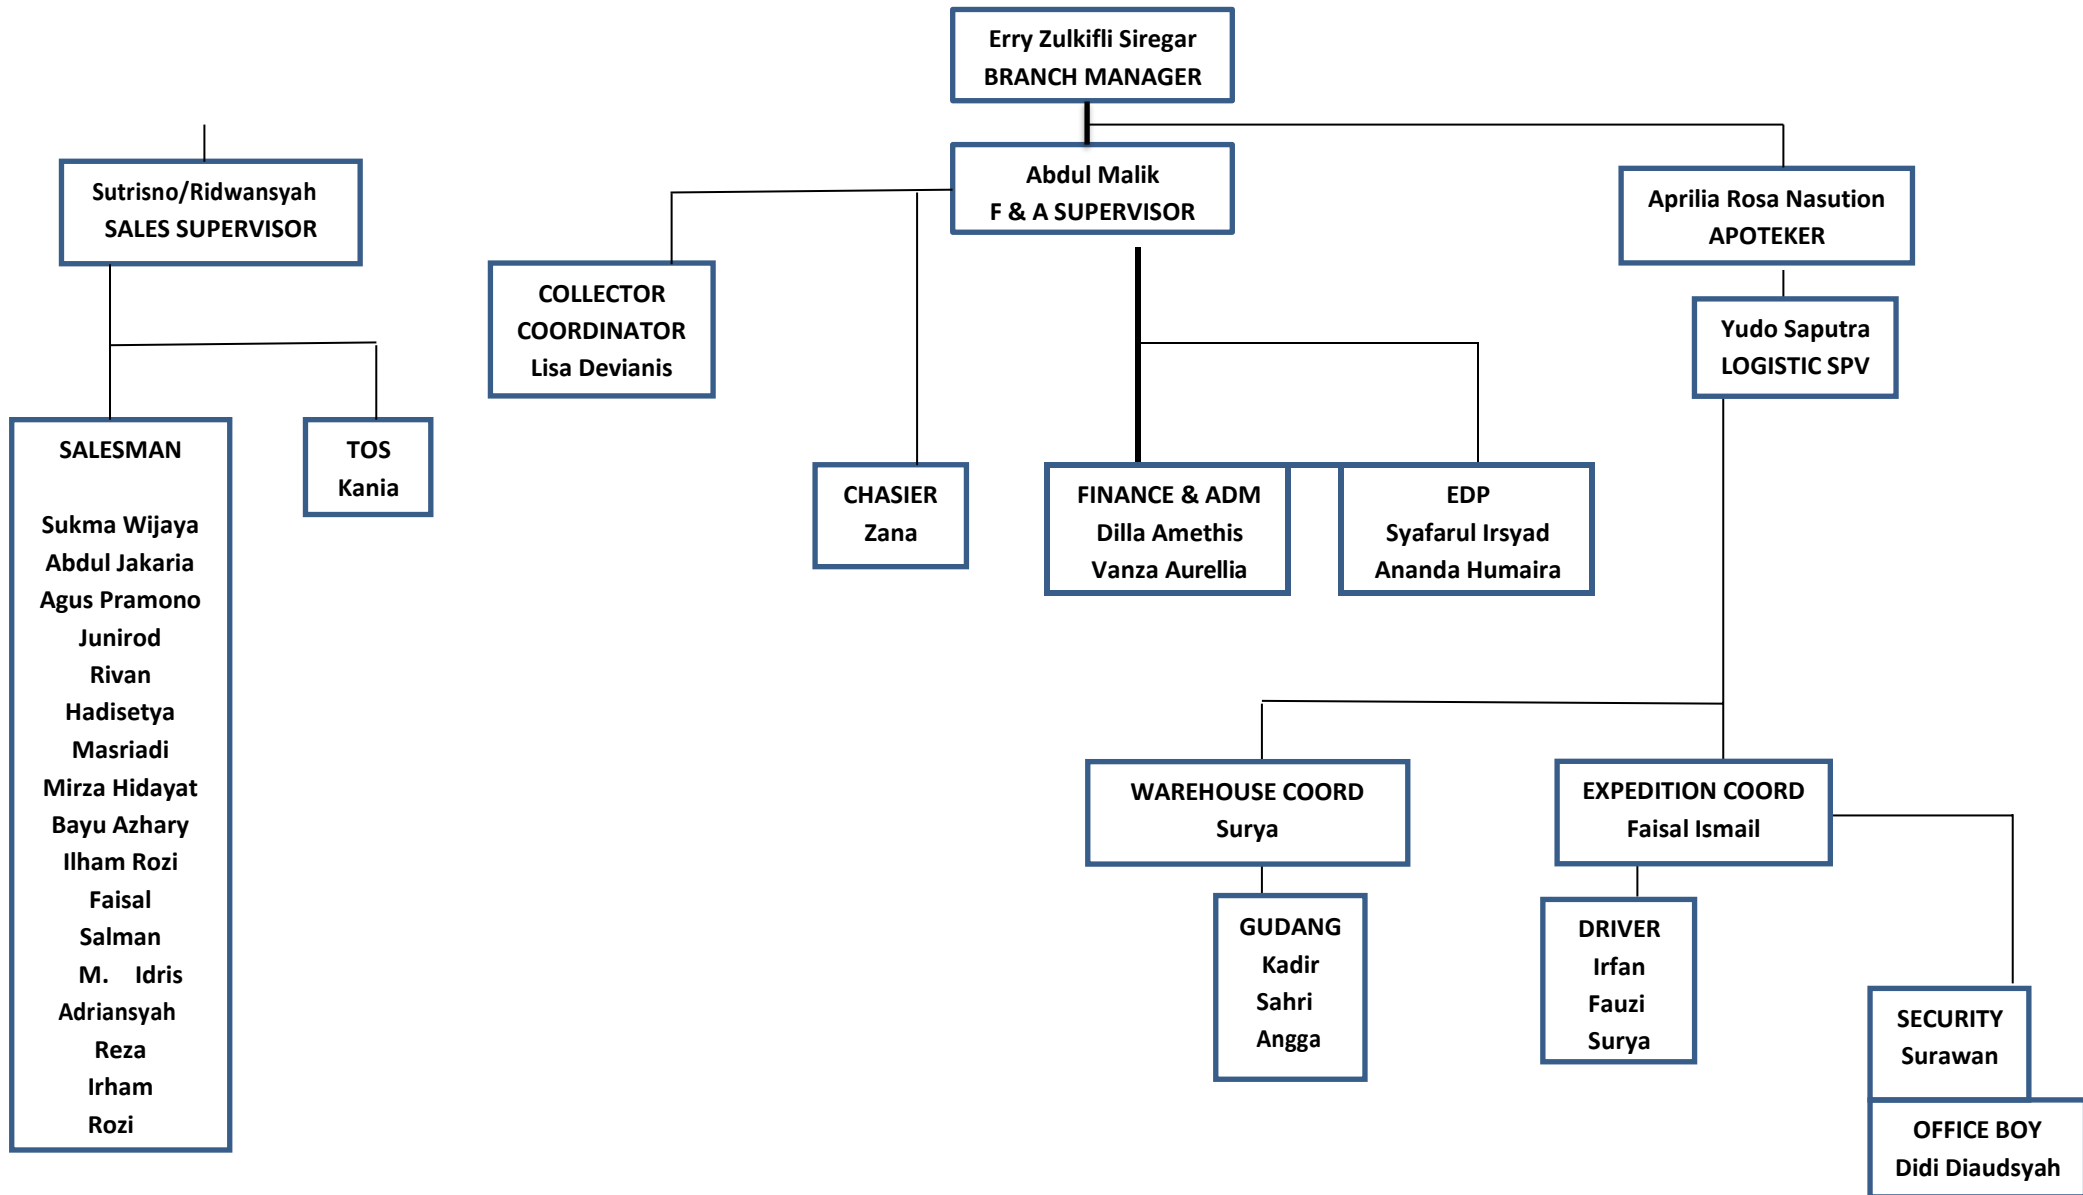 Erry Zulkifli Siregar
BRANCH MANAGER
Sutrisno/Ridwansyah
SALES SUPERVISOR
Abdul Malik
F & A SUPERVISOR
Aprilia Rosa Nasution
APOTEKER
COLLECTOR
COORDINATOR
Lisa Devianis
Yudo Saputra
LOGISTIC SPV
SALESMAN
Sukma Wijaya
Abdul Jakaria
Agus Pramono
Junirod
Rivan
Hadisetya
Masriadi
Mirza Hidayat
Bayu Azhary
Ilham Rozi
Faisal
Salman
M. Idris
Adriansyah
Reza
Irham
Rozi
TOS
Kania
CHASIER
Zana
FINANCE & ADM
Dilla Amethis
Vanza Aurellia
EDP
Syafarul Irsyad
Ananda Humaira
WAREHOUSE COORD
Surya
EXPEDITION COORD
Faisal Ismail
GUDANG
Kadir
Sahri
Angga
DRIVER
Irfan
Fauzi
Surya
SECURITY
Surawan
OFFICE BOY
Didi Diaudsyah